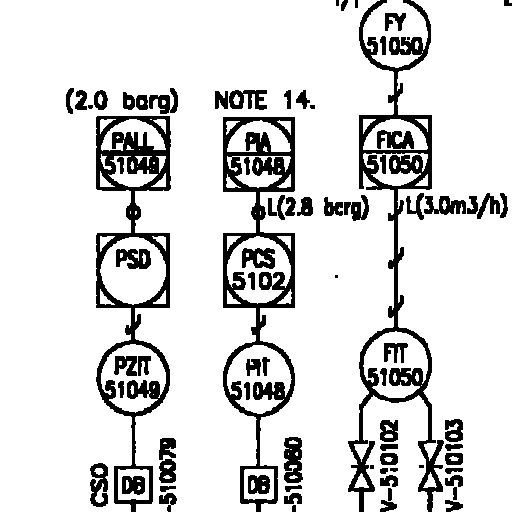 FY
51050
(2.0 barg)
NOTE 14.
PALL
51049
PIA
51048
FICA
51050
L(2.8 barg)
L(3.0m3/h)
PSD
PCS
5102
PZIT
51049
PIT
51048
FIT
51050
CSO
DB
-510079
DB
-510080
V-510102
V-510103